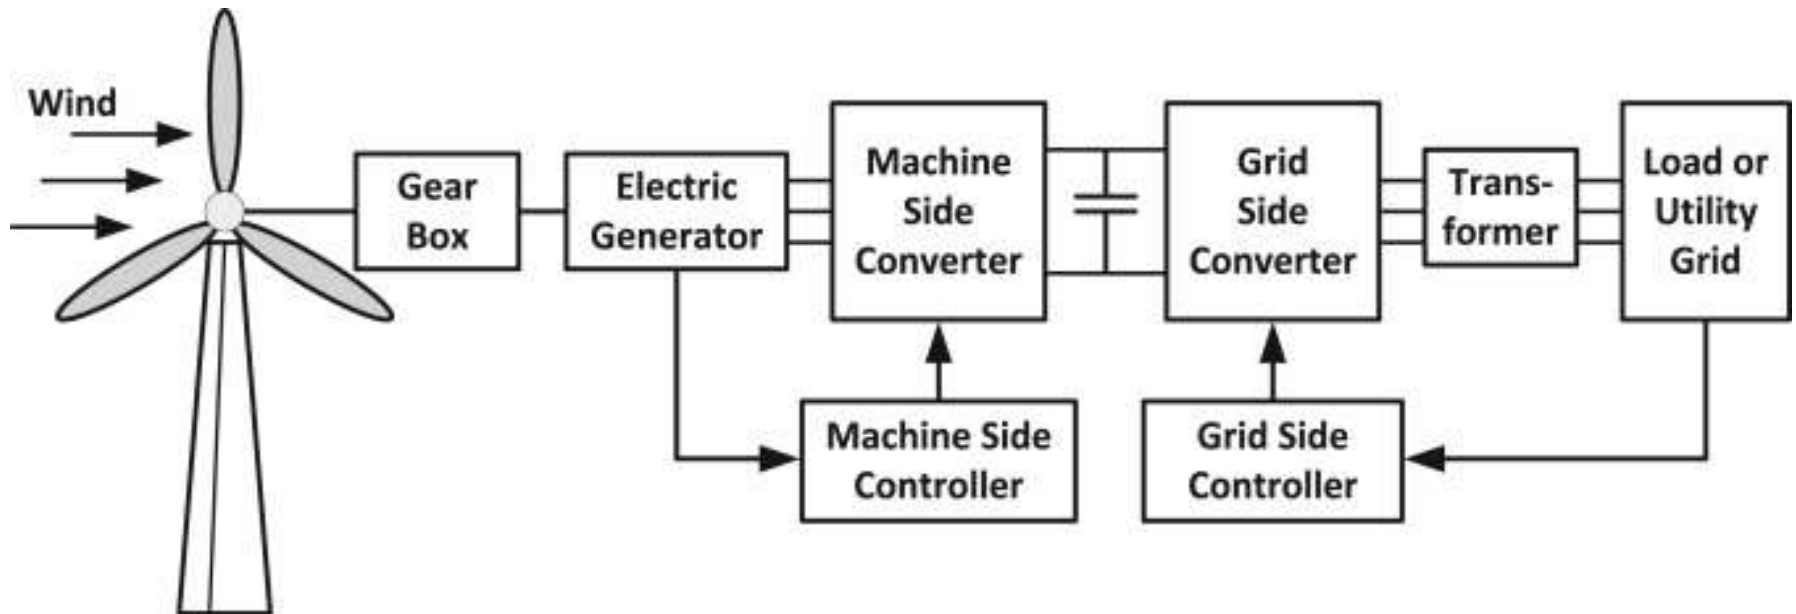 Wind
Gear
Box
Electric
Generator
Machine
Side
Converter
Grid
Side
Converter
Trans-
former
Load or
Utility
Grid
Machine Side
Controller
Grid Side
Controller